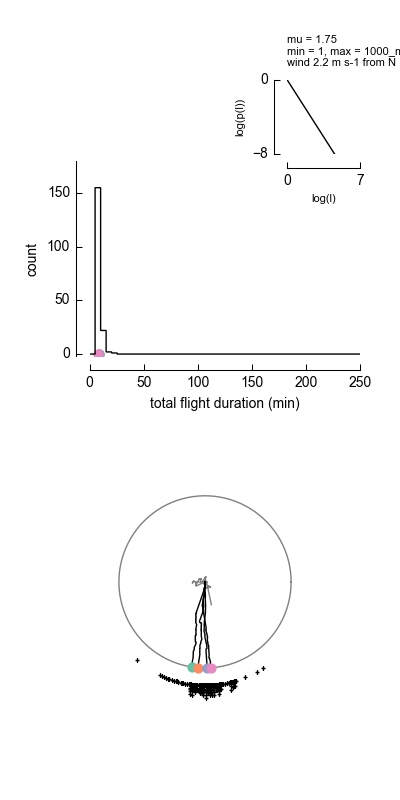 mu = 1.75
min = 1, max = 1000_m
wind 2.2 m s-1 from N
0
log(p(l))
−8
0 7
log(l)
150
100
50
0
count
0 50 100 150 200 250
total flight duration (min)